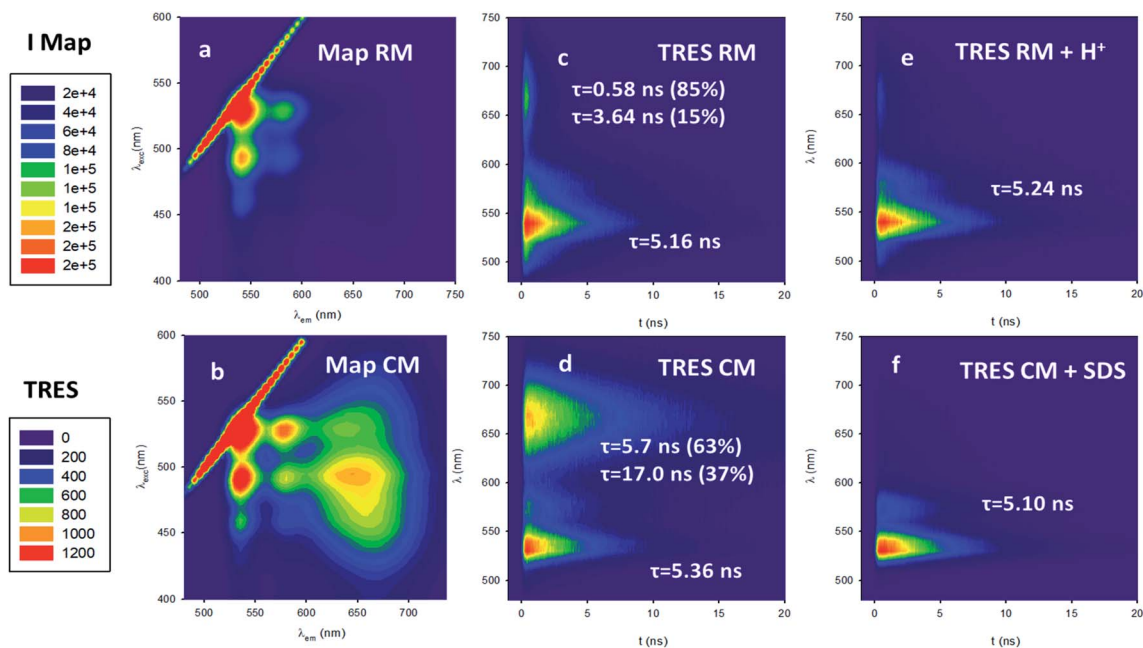 I Map
2e+4
4e+4
6e+4
8e+4
1e+5
1e+5
1e+5
2e+5
2e+5
2e+5
TRES
0
200
400
600
800
1000
1200
a
Map RM
λexc(nm)
600
550
500
450
400
500 550 600 650 700 750
λem (nm)
c
TRES RM
τ=0.58 ns (85%)
τ=3.64 ns (15%)
τ=5.16 ns
λ (nm)
750
700
650
600
550
500
0 5 10 15 20
t (ns)
e
TRES RM + H⁺
τ=5.24 ns
λ (nm)
750
700
650
600
550
500
0 5 10 15 20
t (ns)
b
Map CM
λexc(nm)
600
550
500
450
400
500 550 600 650 700
λem (nm)
d
TRES CM
τ=5.7 ns (63%)
τ=17.0 ns (37%)
τ=5.36 ns
λ (nm)
750
700
650
600
550
500
0 5 10 15 20
t (ns)
f
TRES CM + SDS
τ=5.10 ns
λ (nm)
750
700
650
600
550
500
0 5 10 15 20
t (ns)